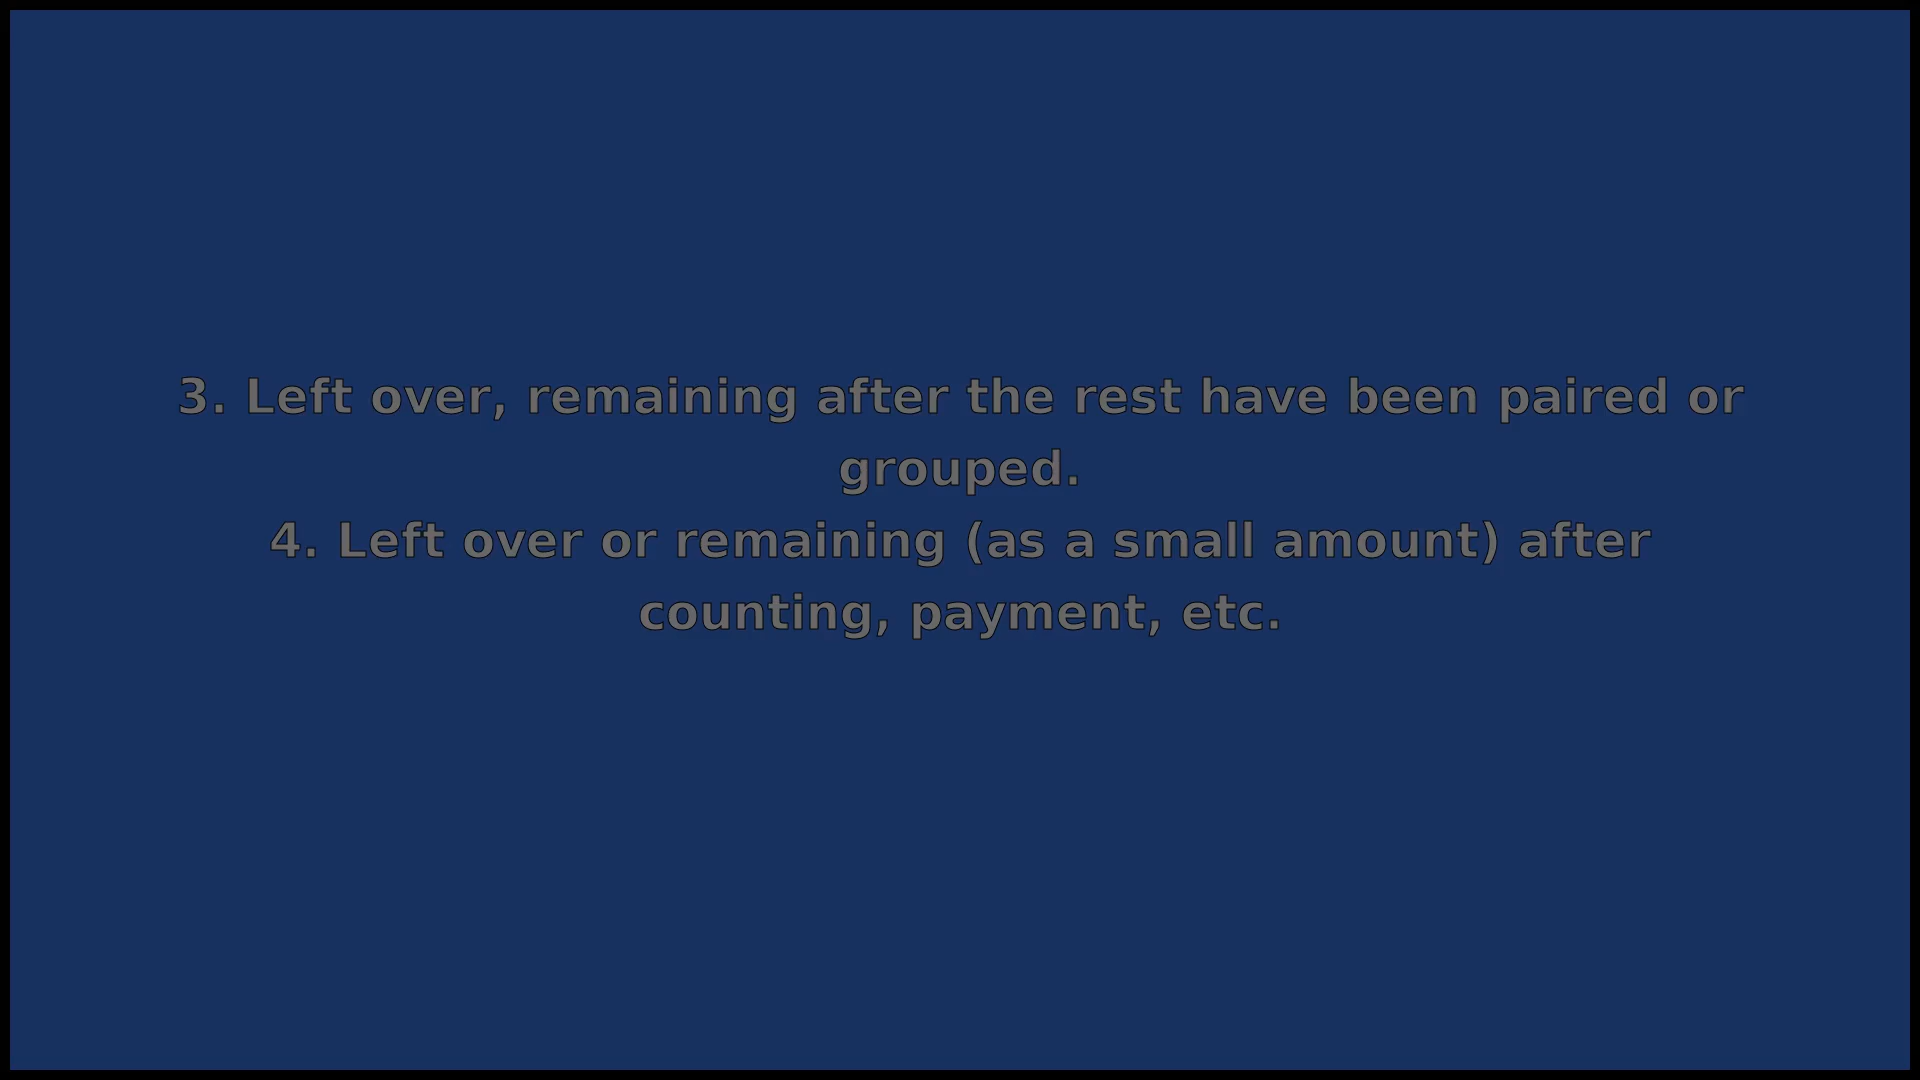 3. Left over, remaining after the rest have been paired or
grouped.
4. Left over or remaining (as a small amount) after
counting, payment, etc.